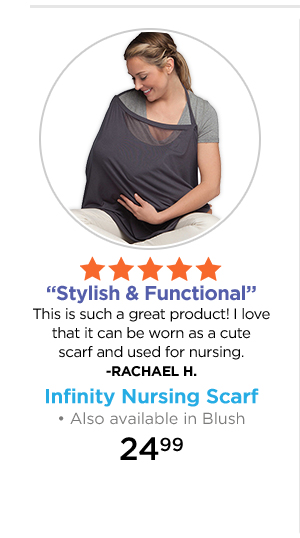 “Stylish & Functional”
This is such a great product! I love
that it can be worn as a cute
scarf and used for nursing.
-RACHAEL H.
Infinity Nursing Scarf
• Also available in Blush
24⁹⁹